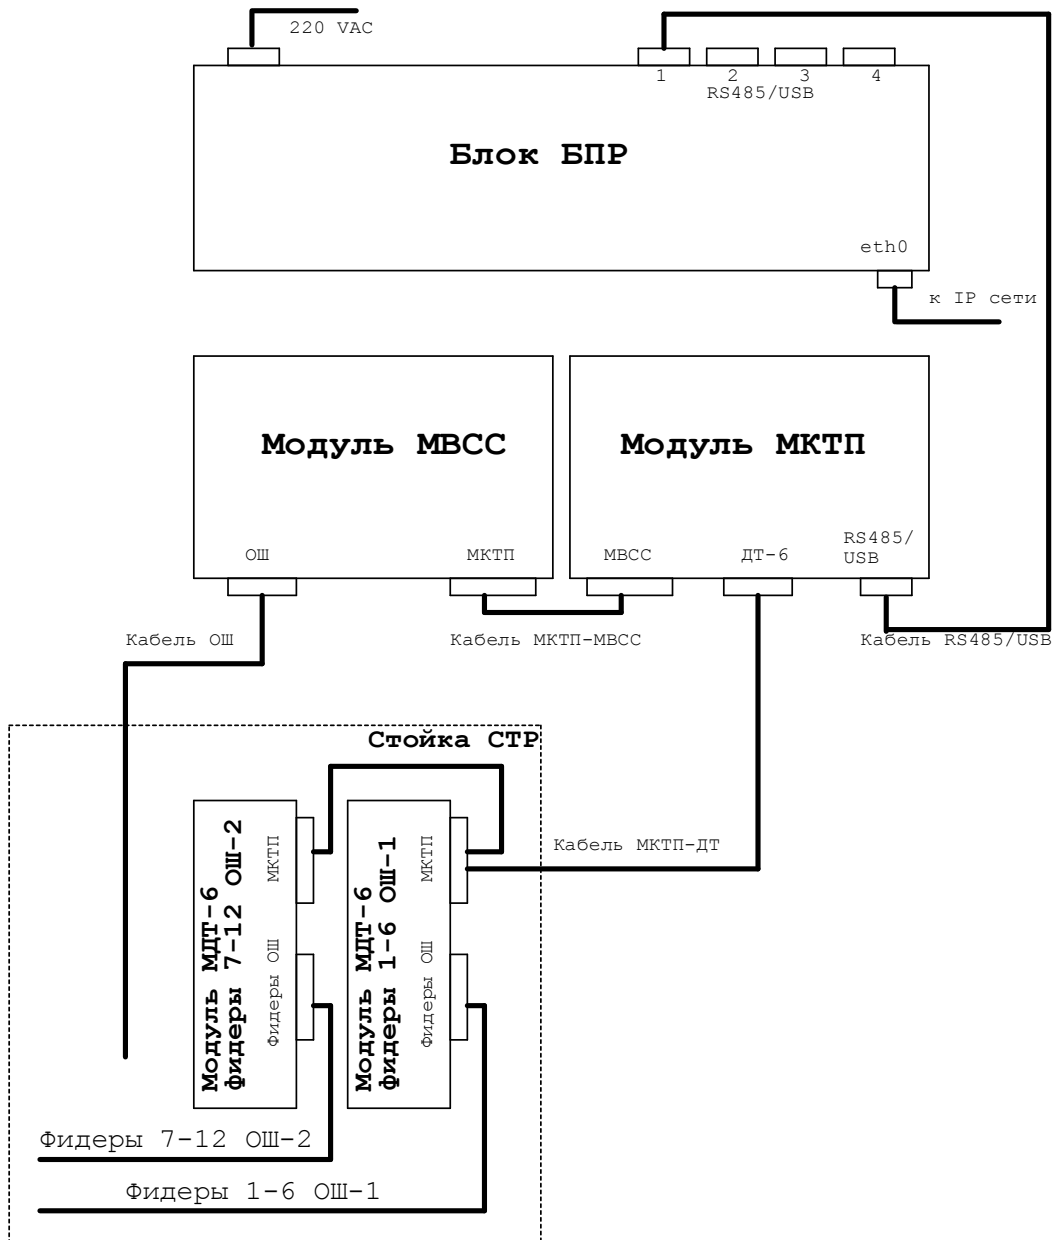 220 VAC
1 2 3 4
RS485/USB
Блок БПР
eth0
к IP сети
Модуль МВСС
Модуль МКТП
ОШ
МКТП
МВСС
ДТ-6
RS485/
USB
Кабель ОШ
Кабель МКТП-МВСС
Кабель RS485/USB
Стойка СТР
Модуль МДТ-6
фидеры 7-12 ОШ-2
МКТП
Фидеры ОШ
Модуль МДТ-6
фидеры 1-6 ОШ-1
МКТП
Фидеры ОШ
Кабель МКТП-ДТ
Фидеры 7-12 ОШ-2
Фидеры 1-6 ОШ-1